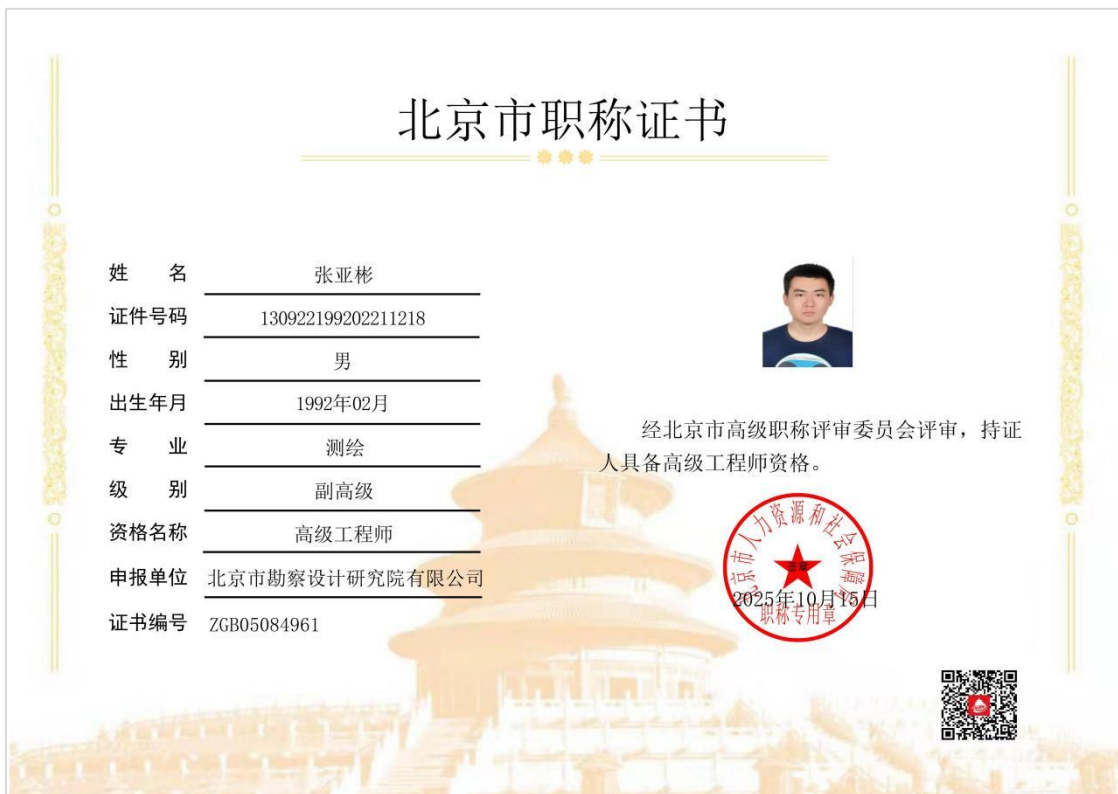 北京市职称证书
姓 名 张亚彬
证件号码 130922199202211218
性 别 男
出生年月 1992年02月
专 业 测绘
级 别 副高级
资格名称 高级工程师
申报单位 北京市勘察设计研究院有限公司
证书编号 ZGB05084961
经北京市高级职称评审委员会评审，持证
人具备高级工程师资格。
北京市人力资源和社会保障局
2025年10月15日
职称专用章